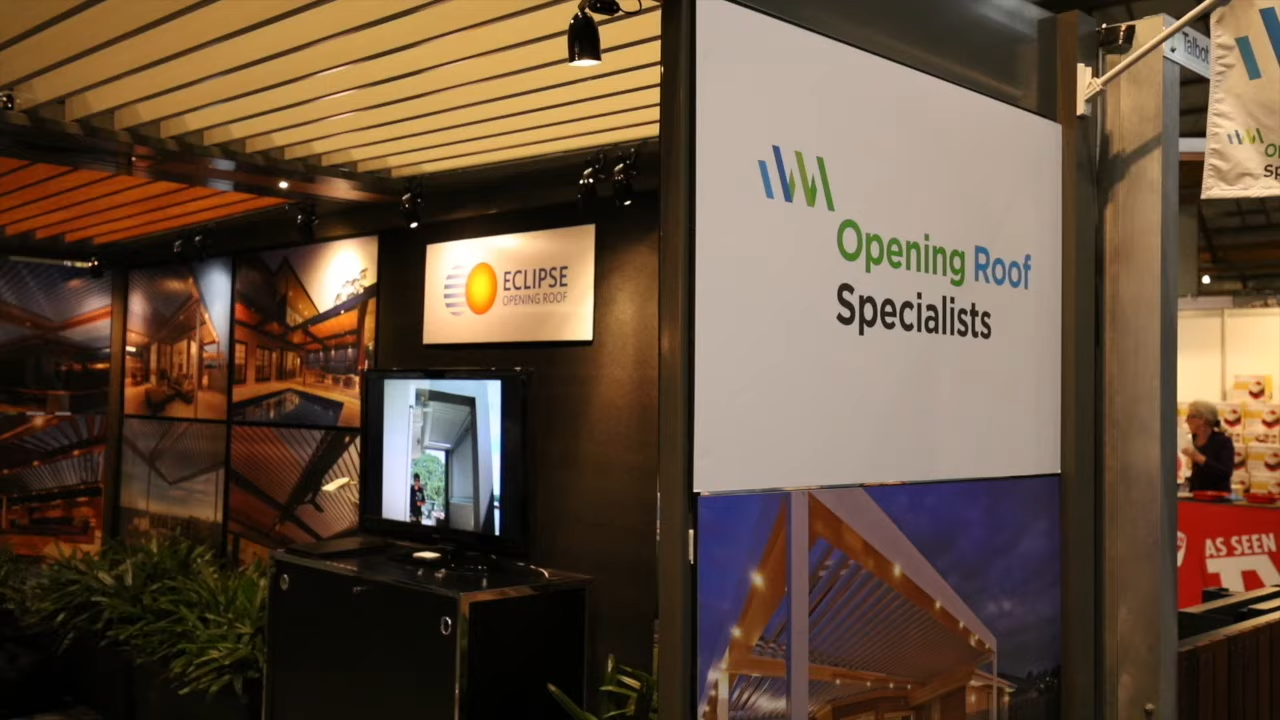 ECLIPSE
OPENING ROOF
Opening Roof
Specialists
Talbot
AS SEEN